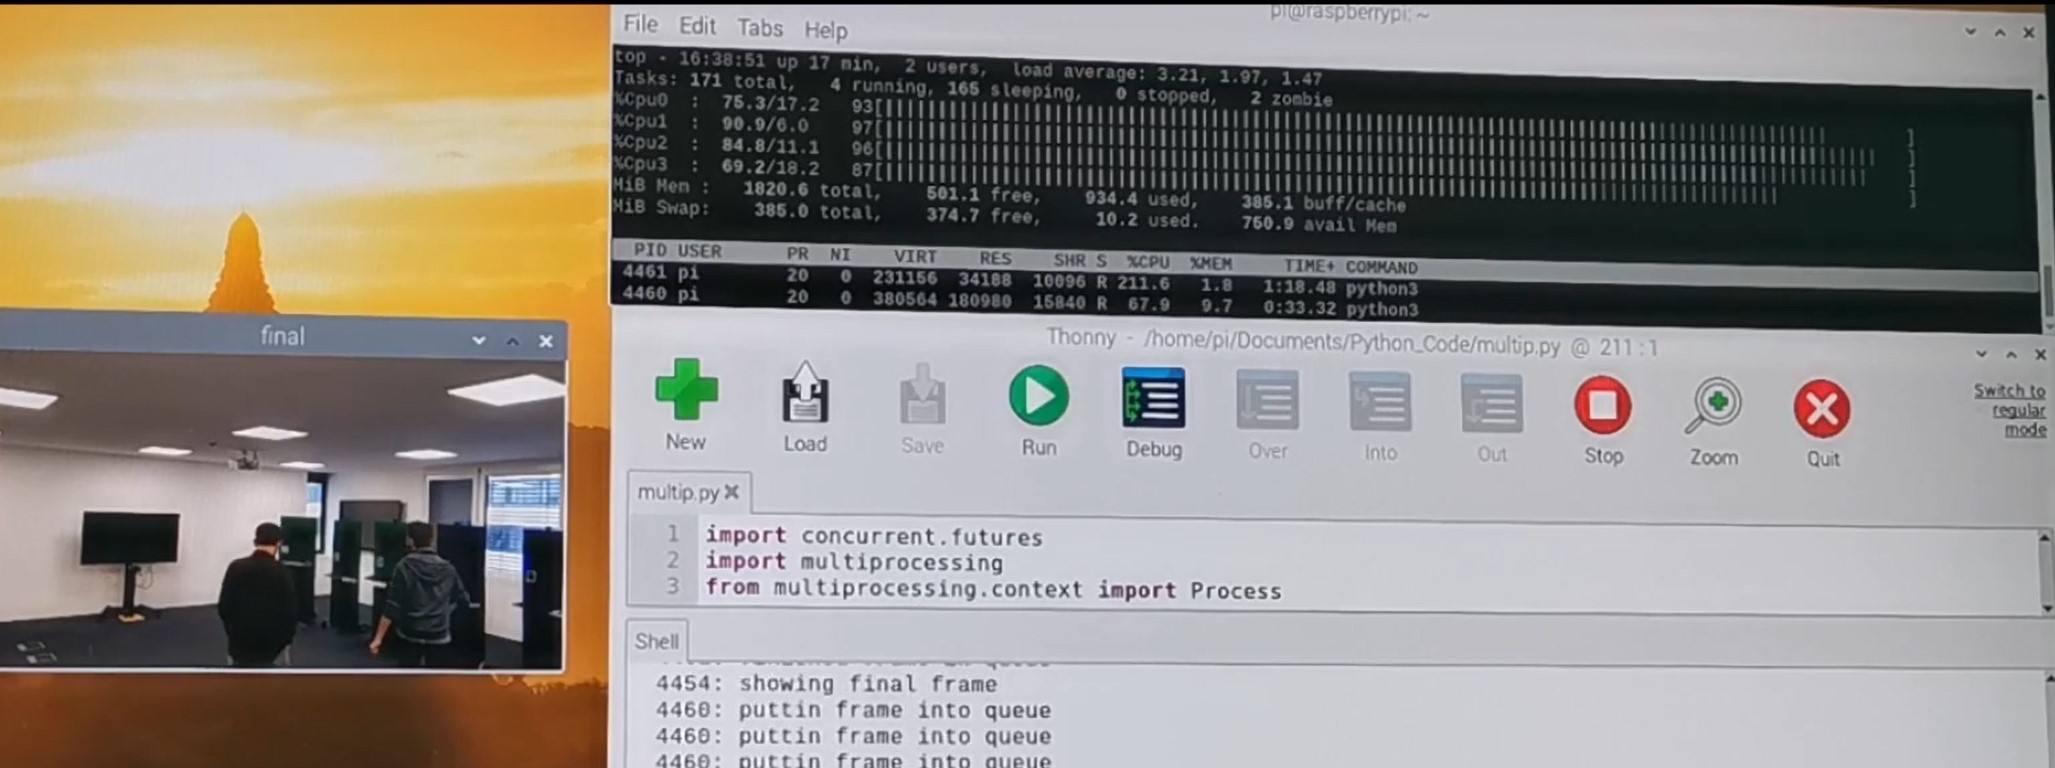 pi@raspberrypi: ~
File Edit Tabs Help
top - 16:38:51 up 17 min, 2 users, load average: 3.21, 1.97, 1.47
Tasks: 171 total, 4 running, 165 sleeping, 0 stopped, 2 zombie
%Cpu0 : 75.3/17.2 93[
%Cpu1 : 90.9/6.0 97[
%Cpu2 : 84.8/11.1 96[
%Cpu3 : 69.2/18.2 87[
MiB Mem : 1820.6 total, 501.1 free, 934.4 used, 385.1 buff/cache
MiB Swap: 385.0 total, 374.7 free, 10.2 used. 760.9 avail Mem
PID USER PR NI VIRT RES SHR S %CPU %MEM TIME+ COMMAND
4461 pi 20 0 231156 34188 10096 R 211.6 1.8 1:18.48 python3
4460 pi 20 0 380564 180980 15840 R 67.9 9.7 0:33.32 python3
final
Thonny - /home/pi/Documents/Python_Code/multip.py @ 211:1
New Load Save Run Debug Over Into Out Stop Zoom Quit
Switch to
regular
mode
multip.py
1 import concurrent.futures
2 import multiprocessing
3 from multiprocessing.context import Process
Shell
4454: showing final frame
4460: puttin frame into queue
4460: puttin frame into queue
4460: puttin frame into queue